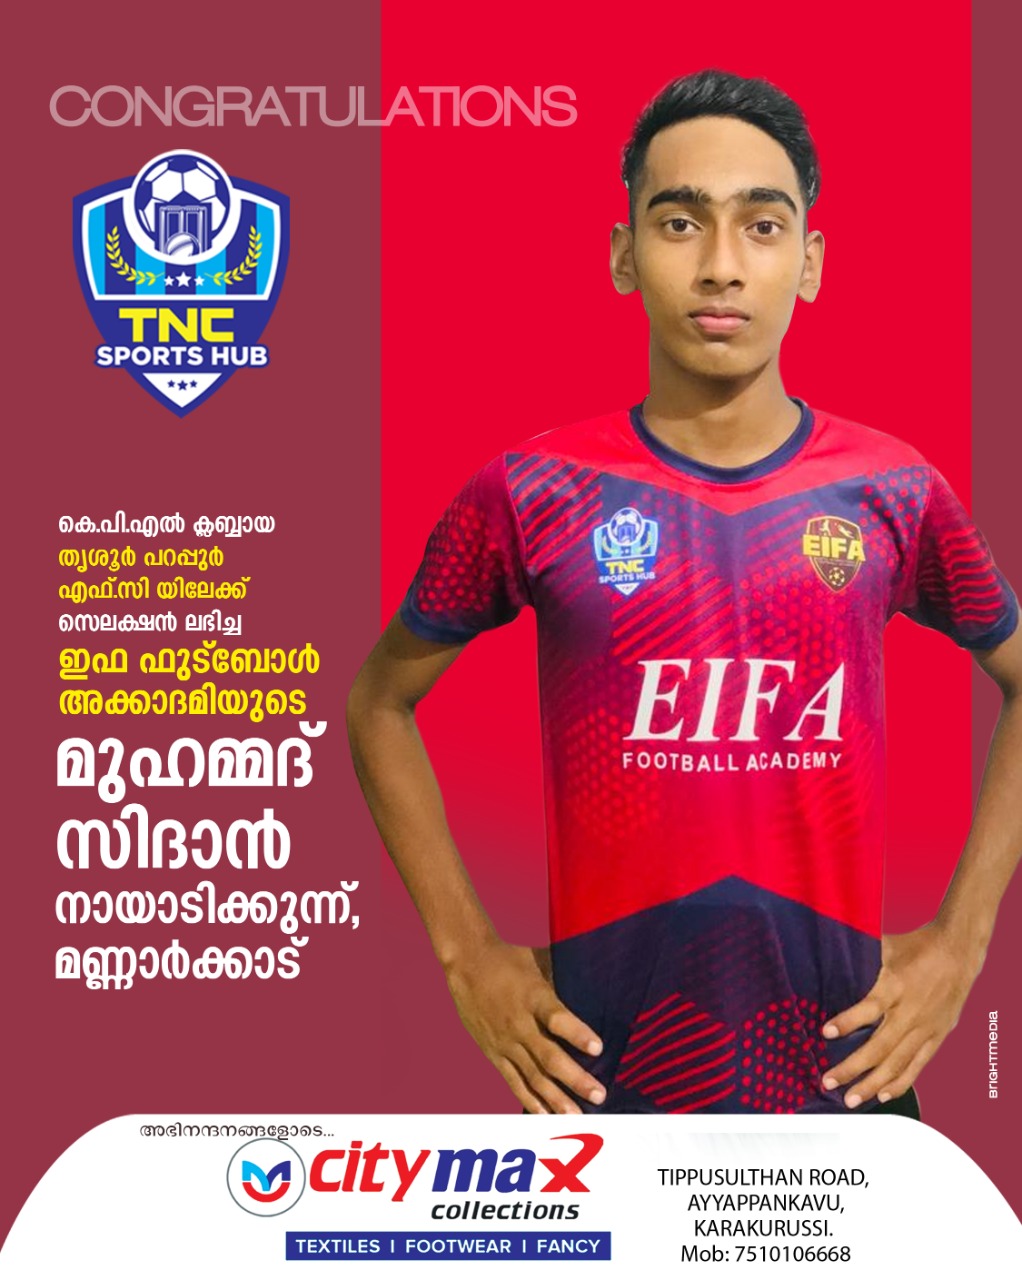 CONGRATULATIONS
TNC
SPORTS HUB
കെ.പി.എൽ ക്ലബ്ബായ
തൃശൂർ പറപ്പൂർ
എഫ്.സി യിലേക്ക്
സെലക്ഷൻ ലഭിച്ച
ഇഫ ഫുട്ബോൾ
അക്കാദമിയുടെ
മുഹമ്മദ്
സിദാൻ
നായാടിക്കുന്ന്,
മണ്ണാർക്കാട്
TNC
SPORTS HUB
EIFA
EIFA
FOOTBALL ACADEMY
BRIGHTMEDIA
അഭിനന്ദനങ്ങളോടെ...
city max
collections
TEXTILES I FOOTWEAR I FANCY
TIPPUSULTHAN ROAD,
AYYAPPANKAVU,
KARAKURUSSI.
Mob: 7510106668